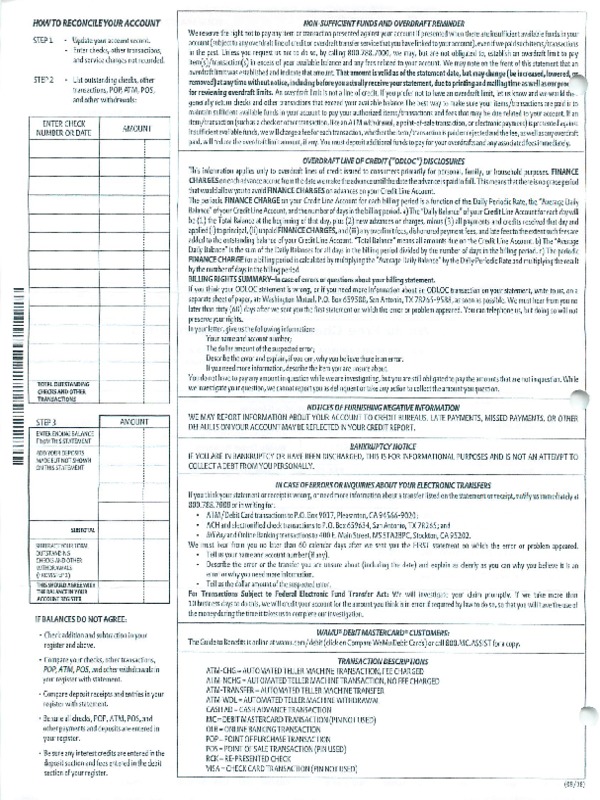 HOW TO RECONCILE YOUR ACCOUNT
STEP 1 • Update your account record.
• Enter checks, other transactions,
and service charges not recorded.
STEP 2 • List outstanding checks, other
transactions, POP, ATM, POS,
and other withdrawals:
ENTER CHECK
NUMBER OR DATE
AMOUNT
TOTAL OUTSTANDING
CHECKS AND OTHER
TRANSACTIONS
STEP 3
AMOUNT
ENTER ENDING BALANCE
FROM THIS STATEMENT
ADD YOUR DEPOSITS
MADE BUT NOT SHOWN
ON THIS STATEMENT
SUBTOTAL
SUBTRACT YOUR TOTAL
OUTSTANDING
CHECKS AND OTHER
WITHDRAWALS
THIS SHOULD AGREE WITH
THE BALANCE IN YOUR
ACCOUNT REGISTER
IF BALANCES DO NOT AGREE:
• Check addition and subtraction in your
register and above.
• Compare your checks, other transactions,
POP, ATM, POS, and other withdrawals in
your register with statement.
• Compare deposit receipts and entries in your
register with statement.
• Be sure all checks, POP, ATM, POS, and
other payments and deposits are entered in
your register.
• Be sure any interest credits are entered in the
deposit section and fees entered in the debit
section of your register.
NON-SUFFICIENT FUNDS AND OVERDRAFT REMINDER
We reserve the right not to pay any item or transaction presented against your account if presented when there are insufficient available funds in your
account (subject to any overdraft line of credit or overdraft transfer service that you have linked to your account), even if we paid such items/transactions
in the past. Unless you request us not to do so, by calling 800.788.7000, we may, but are not obligated to, establish an overdraft limit to pay
item(s)/transaction(s) in excess of your available balance and any fees related to your account. We may note on the front of this statement that an
overdraft limit was established and indicate that amount. That amount is valid as of the statement date, but may change (be increased, lowered, or
removed) at any time without notice, including before you actually receive your statement, due to printing and mailing time as well as our process
for reviewing overdraft limits. An overdraft limit is not a line of credit. If you prefer not to have an overdraft limit, let us know and we would then
generally return checks and other transactions that exceed your available balance. The best way to make sure your items/transactions are paid is to
maintain sufficient available funds in your account to pay your authorized items/transactions and fees that may be due related to your account. If an
item/transaction (such as a check or other transaction, like an ATM withdrawal, a point-of-sale transaction, or electronic payment) is presented against
insufficient available funds, we will charge a fee for each transaction, whether the item/transaction is paid or rejected and the fee, as well as any overdraft
paid, will reduce the overdraft limit amount, if any. You must deposit additional funds to pay for your overdraft and any associated fees immediately.
OVERDRAFT LINE OF CREDIT ("ODLOC") DISCLOSURES
This information applies only to overdraft lines of credit issued to consumers primarily for personal, family, or household purposes. FINANCE
CHARGES on each advance accrue from the date we make the advance until the date the advance is paid in full. This means that there is no grace period
that would allow you to avoid FINANCE CHARGES on advances on your Credit Line Account.
The periodic FINANCE CHARGE on your Credit Line Account for each billing period is a function of the Daily Periodic Rate, the "Average Daily
Balance" of your Credit Line Account, and the number of days in the billing period. a) The "Daily Balance" of your Credit Line Account for each day will
be (1) the Total Balance at the beginning of that day, plus (2) new advances or charges, minus (3) all payments and credits received that day and
applied (i) to principal, (ii) unpaid FINANCE CHARGES, and (iii) any overlimit fees, dishonored payment fees, and late fees to the extent such fees are
added to the outstanding balance of your Credit Line. "Total Balance" means all amounts due on the Credit Line Account. b) The "Average
Daily Balance" is the sum of the Daily Balances for all days in the billing period divided by the number of days in the billing period. c) The periodic
FINANCE CHARGE for a billing period is calculated by multiplying the "Average Daily Balance" by the Daily Periodic Rate and multiplying the result
by the number of days in the billing period.
BILLING RIGHTS SUMMARY–In case of errors or questions about your billing statement.
If you think your ODLOC statement is wrong, or if you need more information about an ODLOC transaction on your statement, write to us, on a
separate sheet of paper, at: Washington Mutual, P.O. Box 659588, San Antonio, TX 78265-9588, as soon as possible. We must hear from you no
later than sixty (60) days after we sent you the first statement on which the error or problem appeared. You can telephone us, but doing so will not
preserve your rights.
In your letter, give us the following information:
Your name and account number;
The dollar amount of the suspected error;
Describe the error and explain, if you can, why you believe there is an error.
If you need more information, describe the item you are unsure about.
You do not have to pay any amount in question while we are investigating, but you are still obligated to pay the amounts that are not in question. While
we investigate your question, we cannot report you as delinquent or take any action to collect the amount you question.
NOTICES OF FURNISHING NEGATIVE INFORMATION
WE MAY REPORT INFORMATION ABOUT YOUR ACCOUNT TO CREDIT BUREAUS. LATE PAYMENTS, MISSED PAYMENTS, OR OTHER
DEFAULTS ON YOUR ACCOUNT MAY BE REFLECTED IN YOUR CREDIT REPORT.
BANKRUPTCY NOTICE
IF YOU ARE IN BANKRUPTCY OR HAVE BEEN DISCHARGED, THIS IS FOR INFORMATIONAL PURPOSES AND IS NOT AN ATTEMPT TO
COLLECT A DEBT FROM YOU PERSONALLY.
IN CASE OF ERRORS OR INQUIRIES ABOUT YOUR ELECTRONIC TRANSFERS
If you think your statement or receipt is wrong, or need more information about a transfer listed on the statement or receipt, notify us immediately at
800.788.7000 or in writing for:
• ATM/Debit Card transactions to P.O. Box 9017, Pleasanton, CA 94566-9020;
• ACH and electronified check transactions to P.O. Box 659634, San Antonio, TX 78265; and
• Bill Pay and Online Banking transactions to 400 E. Main Street, MS STA2BPC, Stockton, CA 95202.
We must hear from you no later than 60 calendar days after we sent you the FIRST statement on which the error or problem appeared.
• Tell us your name and account number (if any).
• Describe the error or the transfer you are unsure about (including the date) and explain as clearly as you can why you believe it is an
error or why you need more information.
• Tell us the dollar amount of the suspected error.
For Transactions Subject to Federal Electronic Fund Transfer Act: We will investigate your claim promptly. If we take more than
10 business days to do this, we will credit your account for the amount you think is in error if required by law to do so, so that you will have the use of
the money during the time it takes us to complete our investigation.
WAMU® DEBIT MASTERCARD® CUSTOMERS:
The Guide to Benefits is online at wamu.com/debit (click on Compare WaMu Debit Cards) or call 800.MC-ASSIST for a copy.
TRANSACTION DESCRIPTIONS
ATM-CHG = AUTOMATED TELLER MACHINE TRANSACTION, FEE CHARGED
ATM-NCHG = AUTOMATED TELLER MACHINE TRANSACTION, NO FEE CHARGED
ATM-TRANSFER = AUTOMATED TELLER MACHINE TRANSFER
ATM-WDL = AUTOMATED TELLER MACHINE WITHDRAWAL
CASH AD = CASH ADVANCE TRANSACTION
MC = DEBIT MASTERCARD TRANSACTION (PIN NOT USED)
OLB = ONLINE BANKING TRANSACTION
POP = POINT OF PURCHASE TRANSACTION
POS = POINT OF SALE TRANSACTION (PIN USED)
RCK = RE-PRESENTED CHECK
VISA = CHECK CARD TRANSACTION (PIN NOT USED)